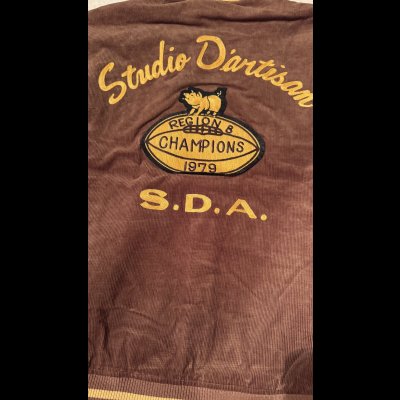 Studio D'artisan
REGION 8
CHAMPIONS
1979
S.D.A.